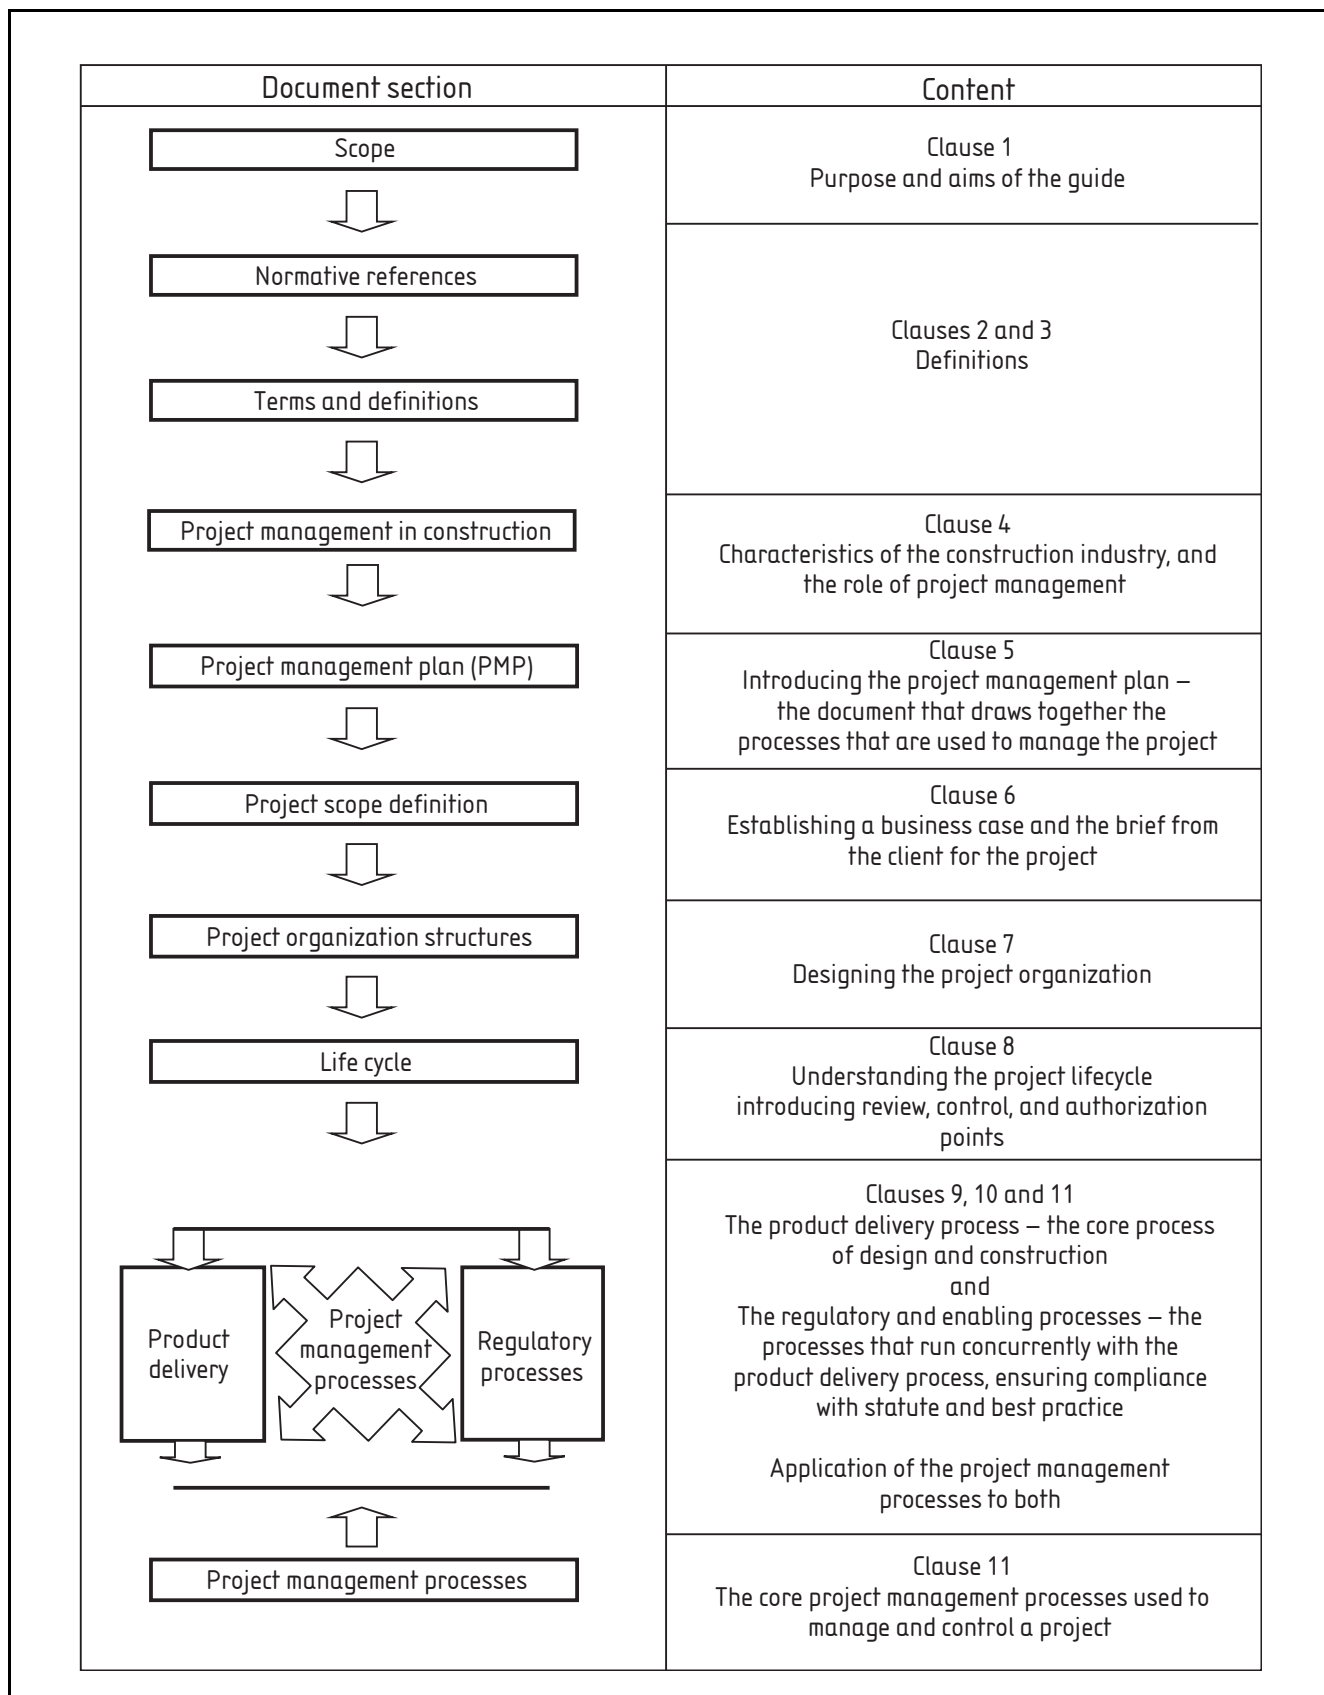 Document section
Content
Scope
Clause 1
Purpose and aims of the guide
Normative references
Terms and definitions
Clauses 2 and 3
Definitions
Project management in construction
Clause 4
Characteristics of the construction industry, and
the role of project management
Project management plan (PMP)
Clause 5
Introducing the project management plan –
the document that draws together the
processes that are used to manage the project
Project scope definition
Clause 6
Establishing a business case and the brief from
the client for the project
Project organization structures
Clause 7
Designing the project organization
Life cycle
Clause 8
Understanding the project lifecycle
introducing review, control, and authorization
points
Product
delivery
Project
management
processes
Regulatory
processes
Clauses 9, 10 and 11
The product delivery process – the core process
of design and construction
and
The regulatory and enabling processes – the
processes that run concurrently with the
product delivery process, ensuring compliance
with statute and best practice
Application of the project management
processes to both
Project management processes
Clause 11
The core project management processes used to
manage and control a project